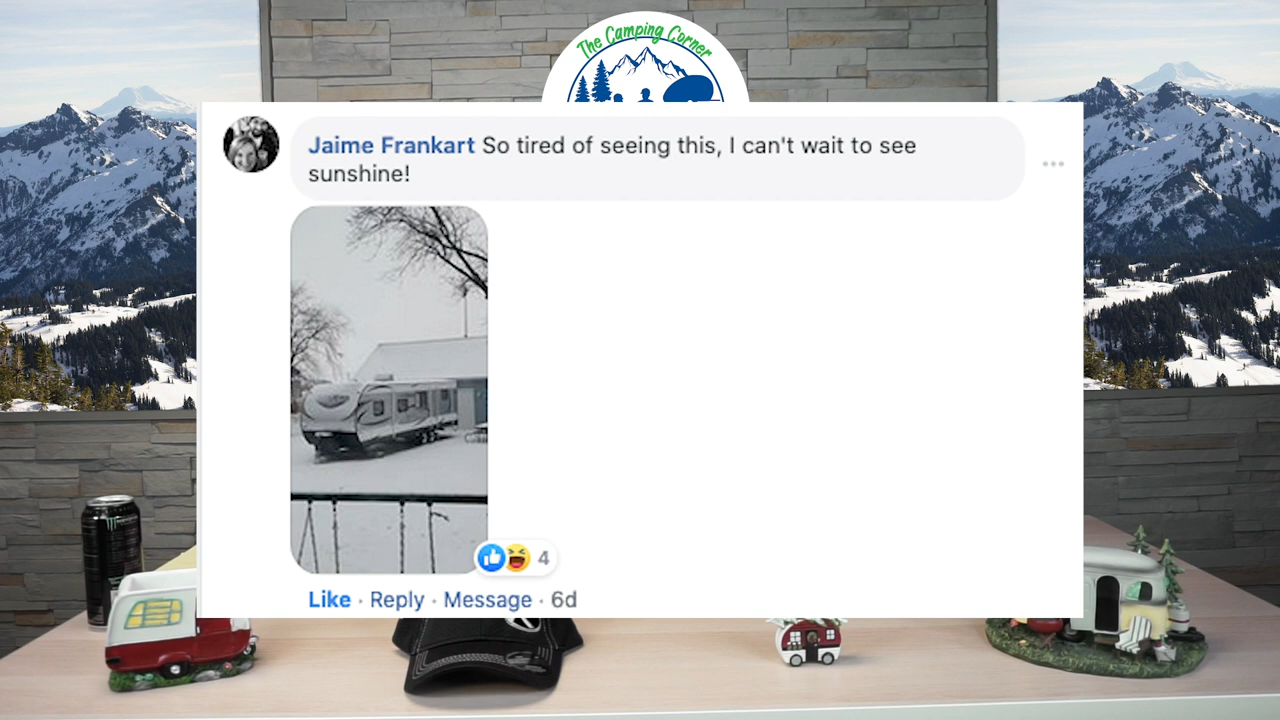 The Camping Corner
Jaime Frankart So tired of seeing this, I can't wait to see
sunshine!
4
Like · Reply · Message · 6d